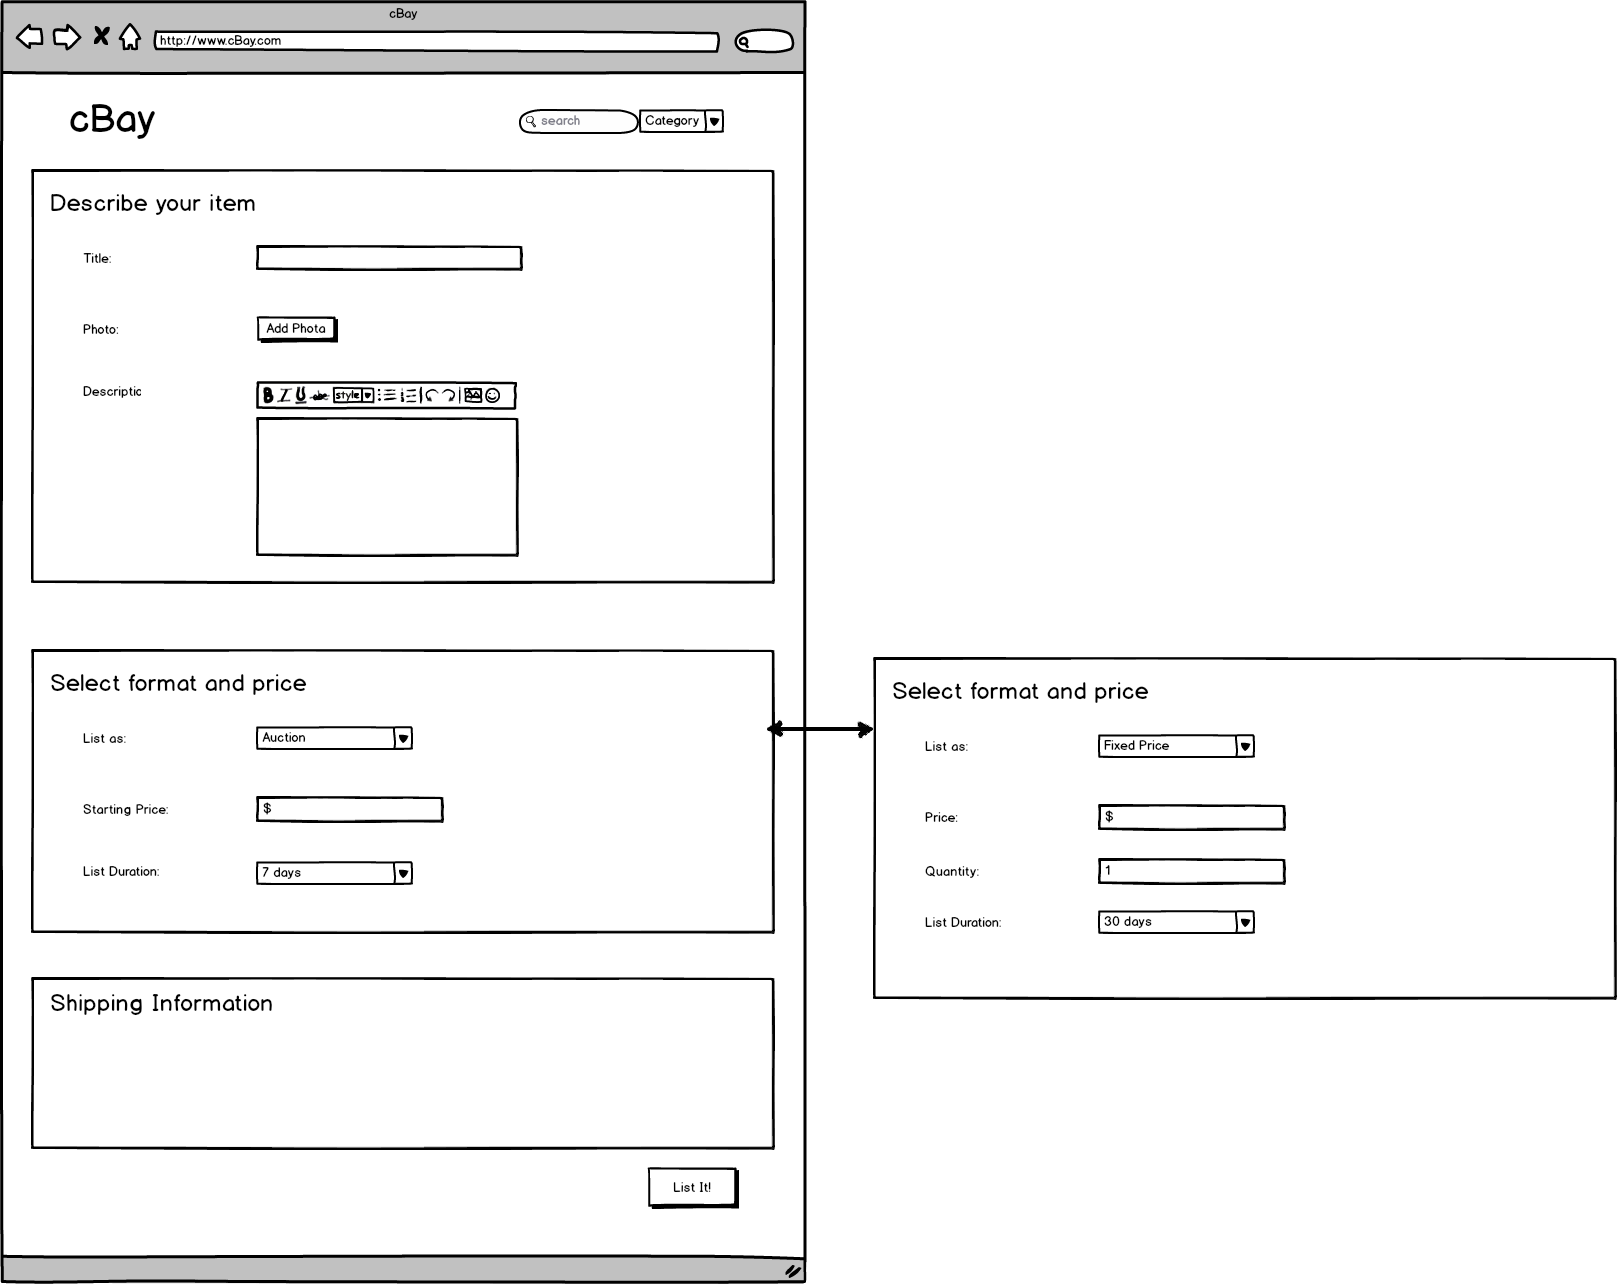 cBay
http://www.cBay.com
cBay
search
Category
Describe your item
Title:
Photo:
Add Photo
Descriptic
B I U abc style
Select format and price
List as:
Auction
Starting Price:
$
List Duration:
7 days
Select format and price
List as:
Fixed Price
Price:
$
Quantity:
1
List Duration:
30 days
Shipping Information
List It!